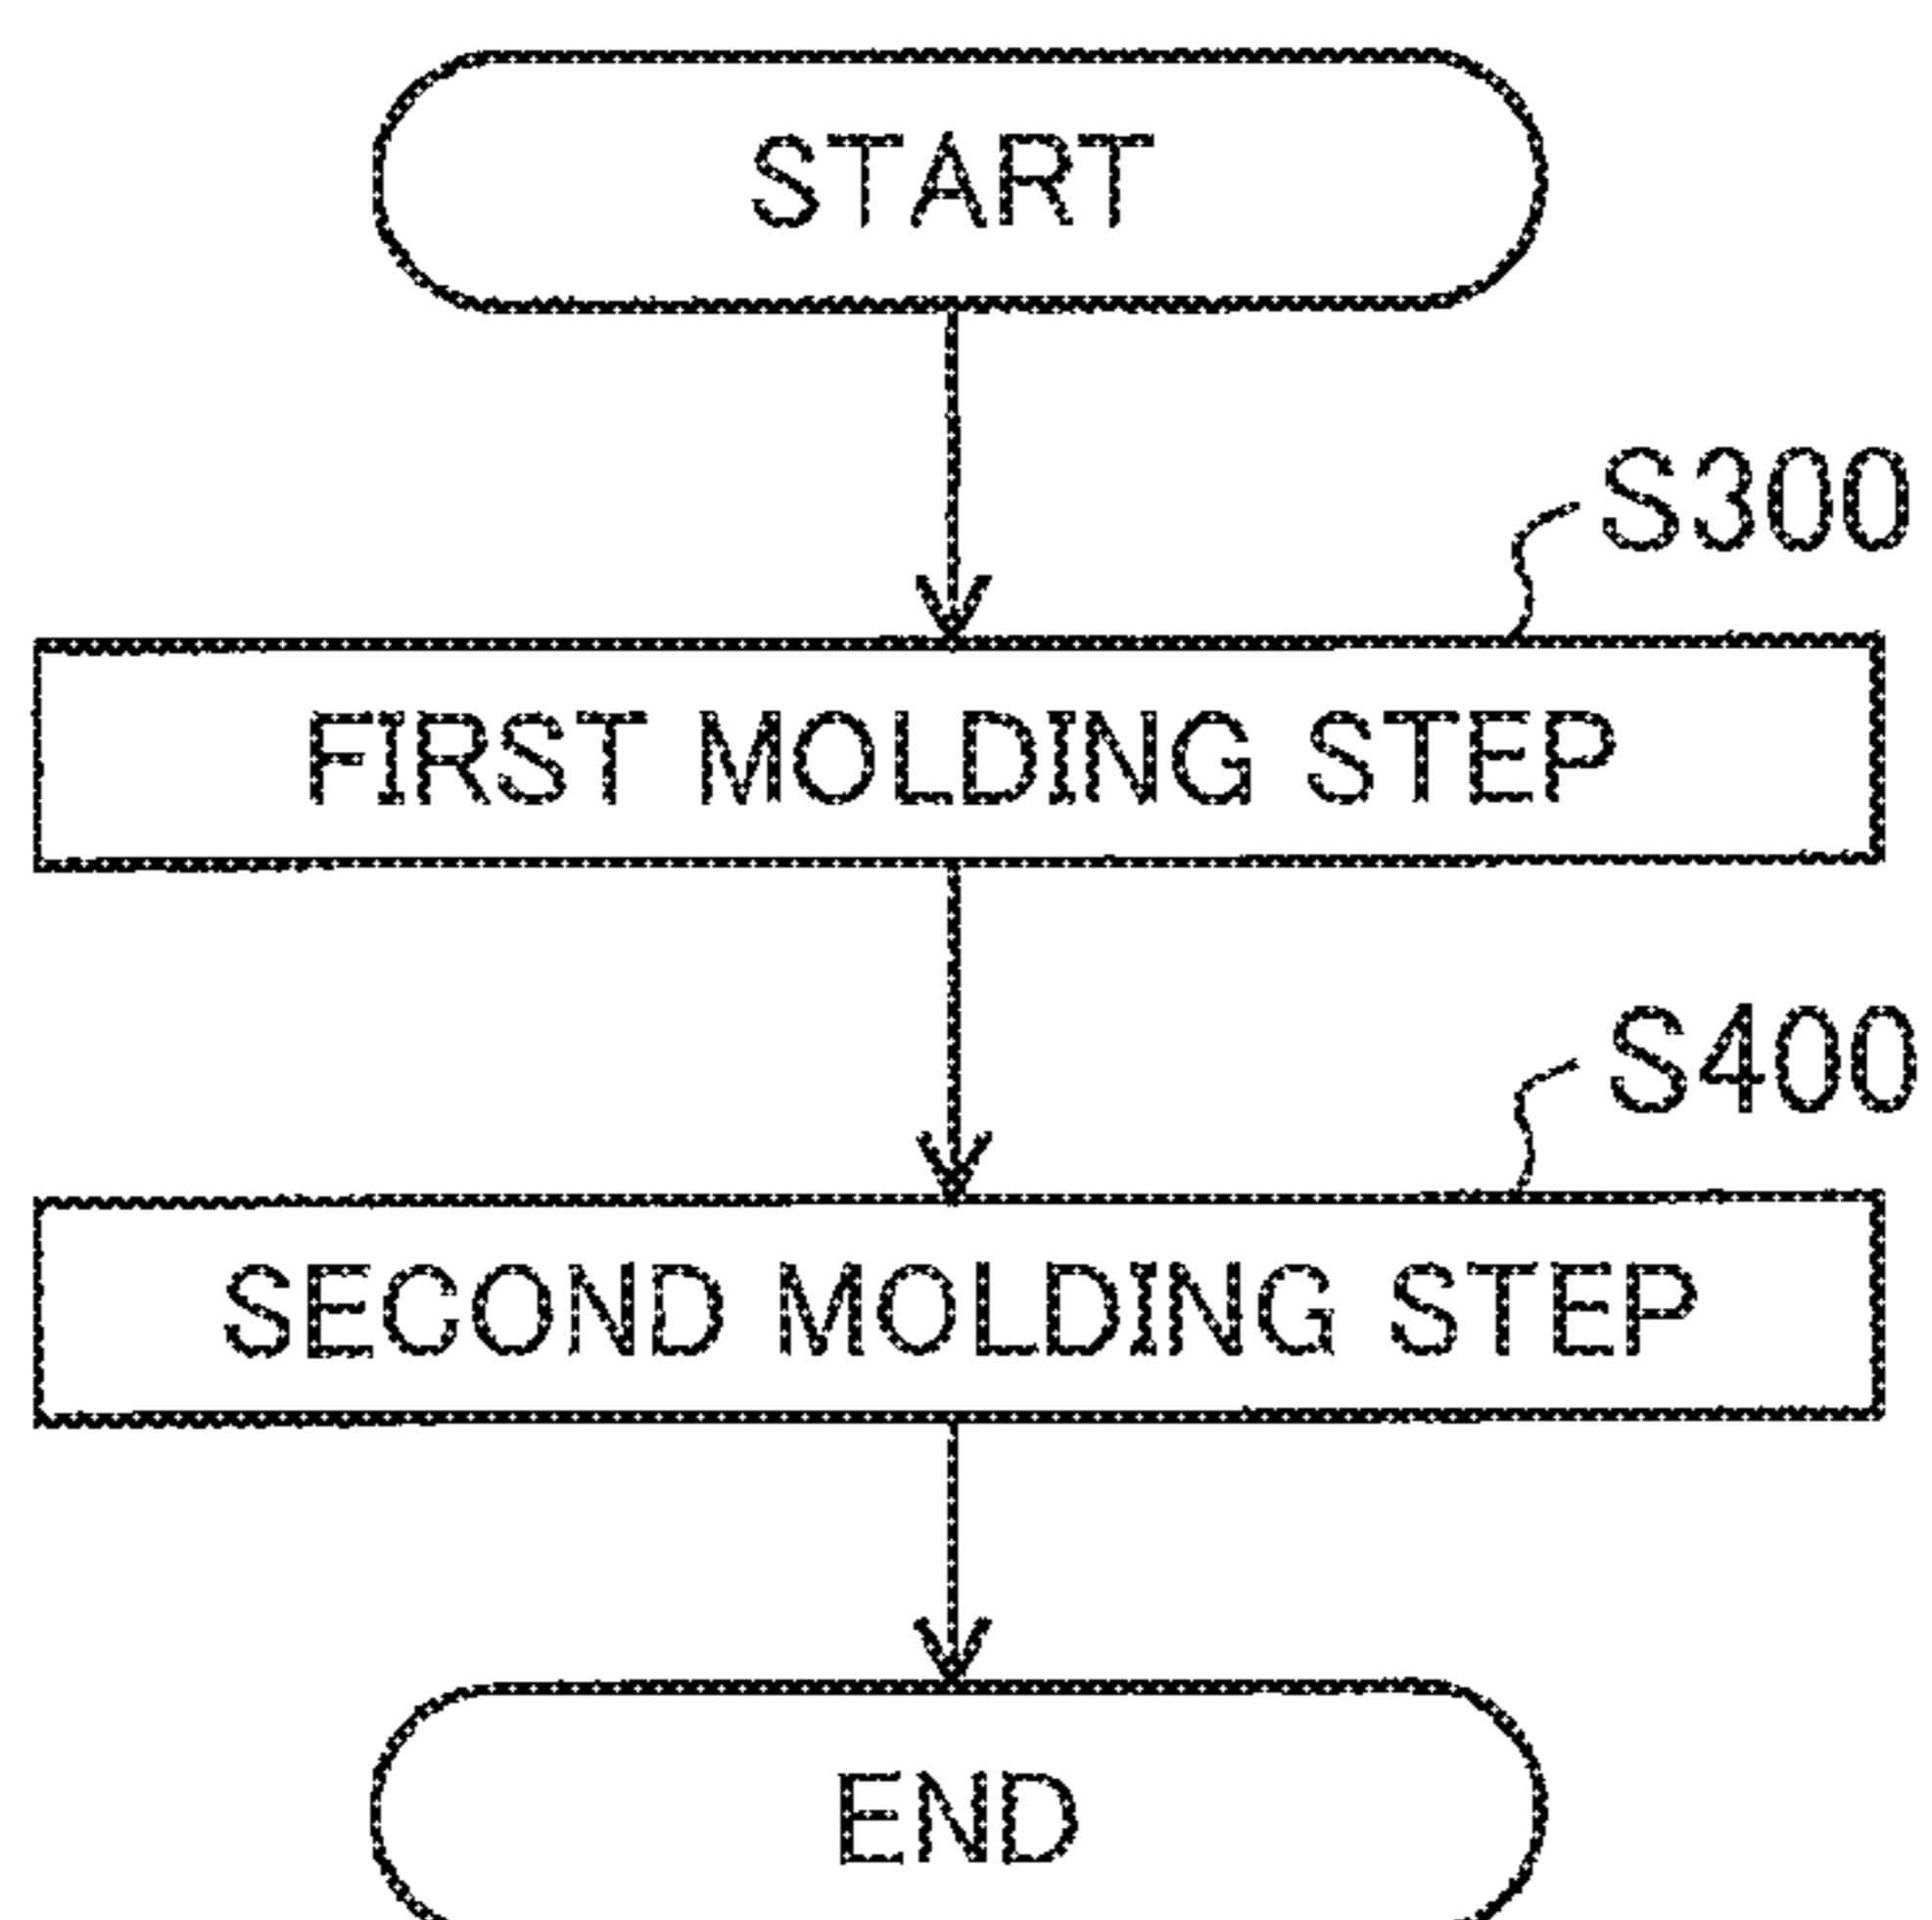 START
S300
FIRST MOLDING STEP
S400
SECOND MOLDING STEP
END